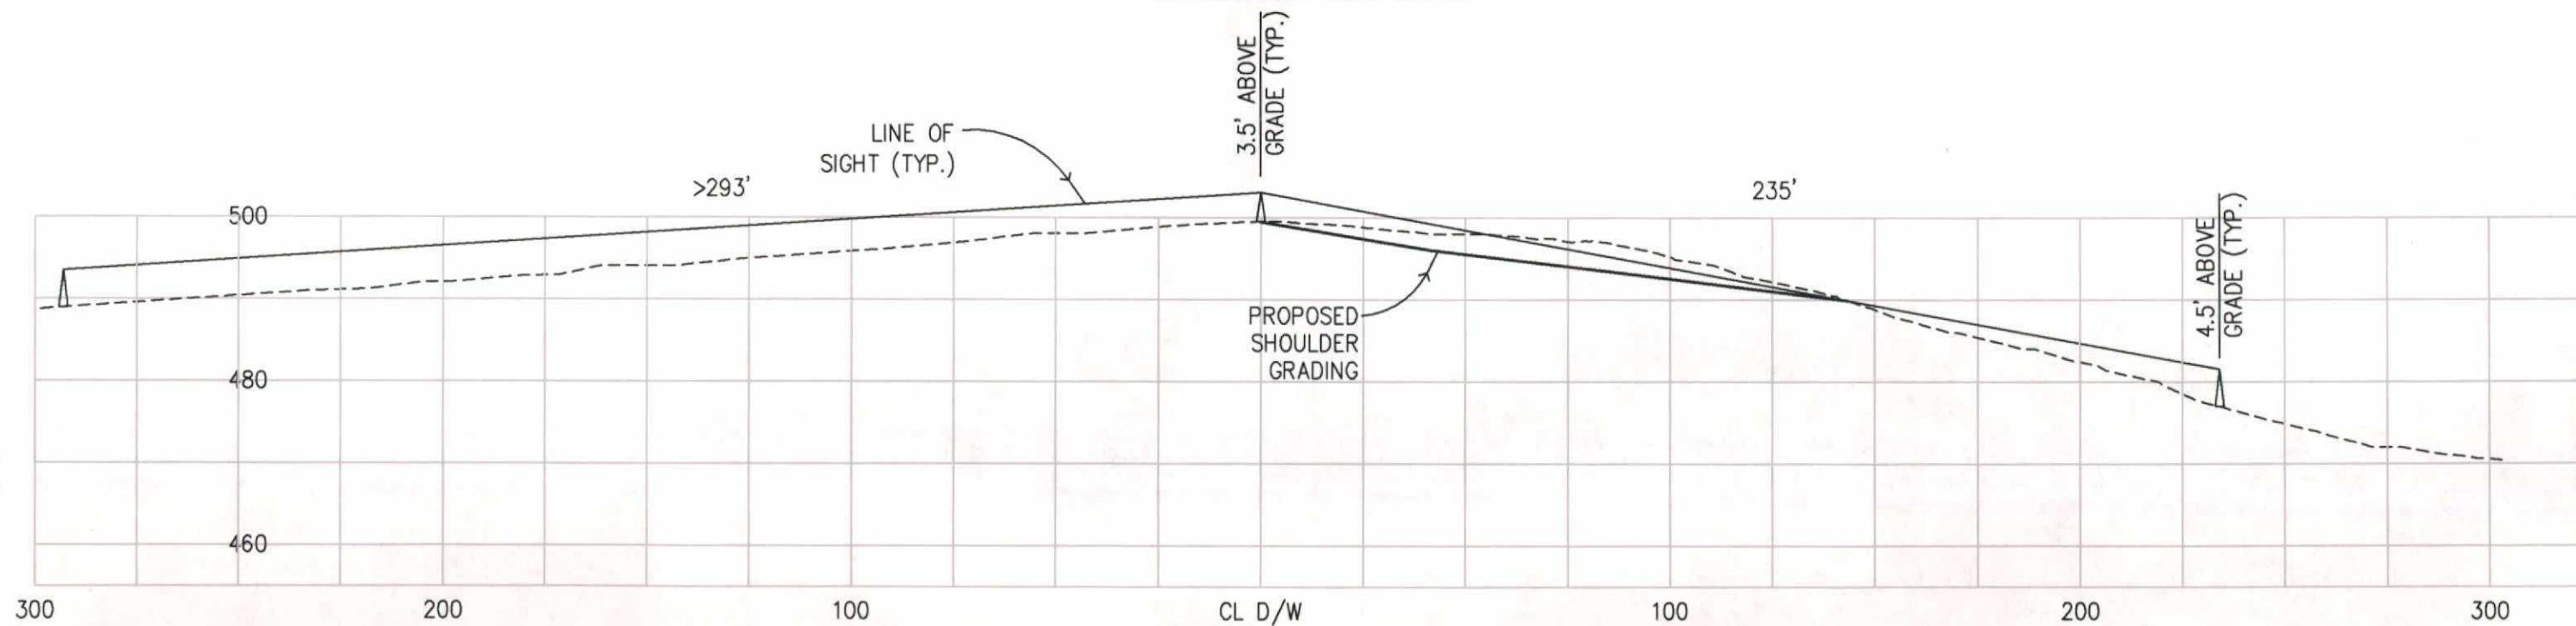 3.5' ABOVE
GRADE (TYP.)
LINE OF
SIGHT (TYP.)
>293'
235'
4.5' ABOVE
GRADE (TYP.)
500
480
460
PROPOSED
SHOULDER
GRADING
300
200
100
CL D/W
100
200
300